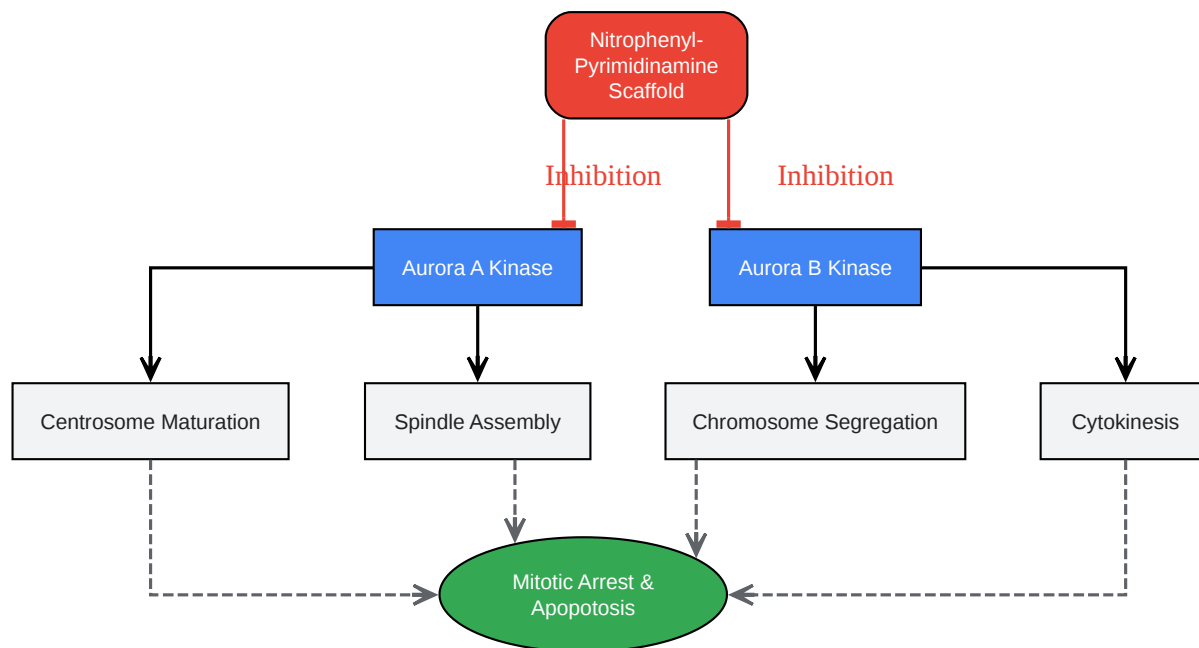 Nitrophenyl-
Pyrimidinamine
Scaffold
Inhibition
Inhibition
Aurora A Kinase
Aurora B Kinase
Centrosome Maturation
Spindle Assembly
Chromosome Segregation
Cytokinesis
Mitotic Arrest &
Apopotosis